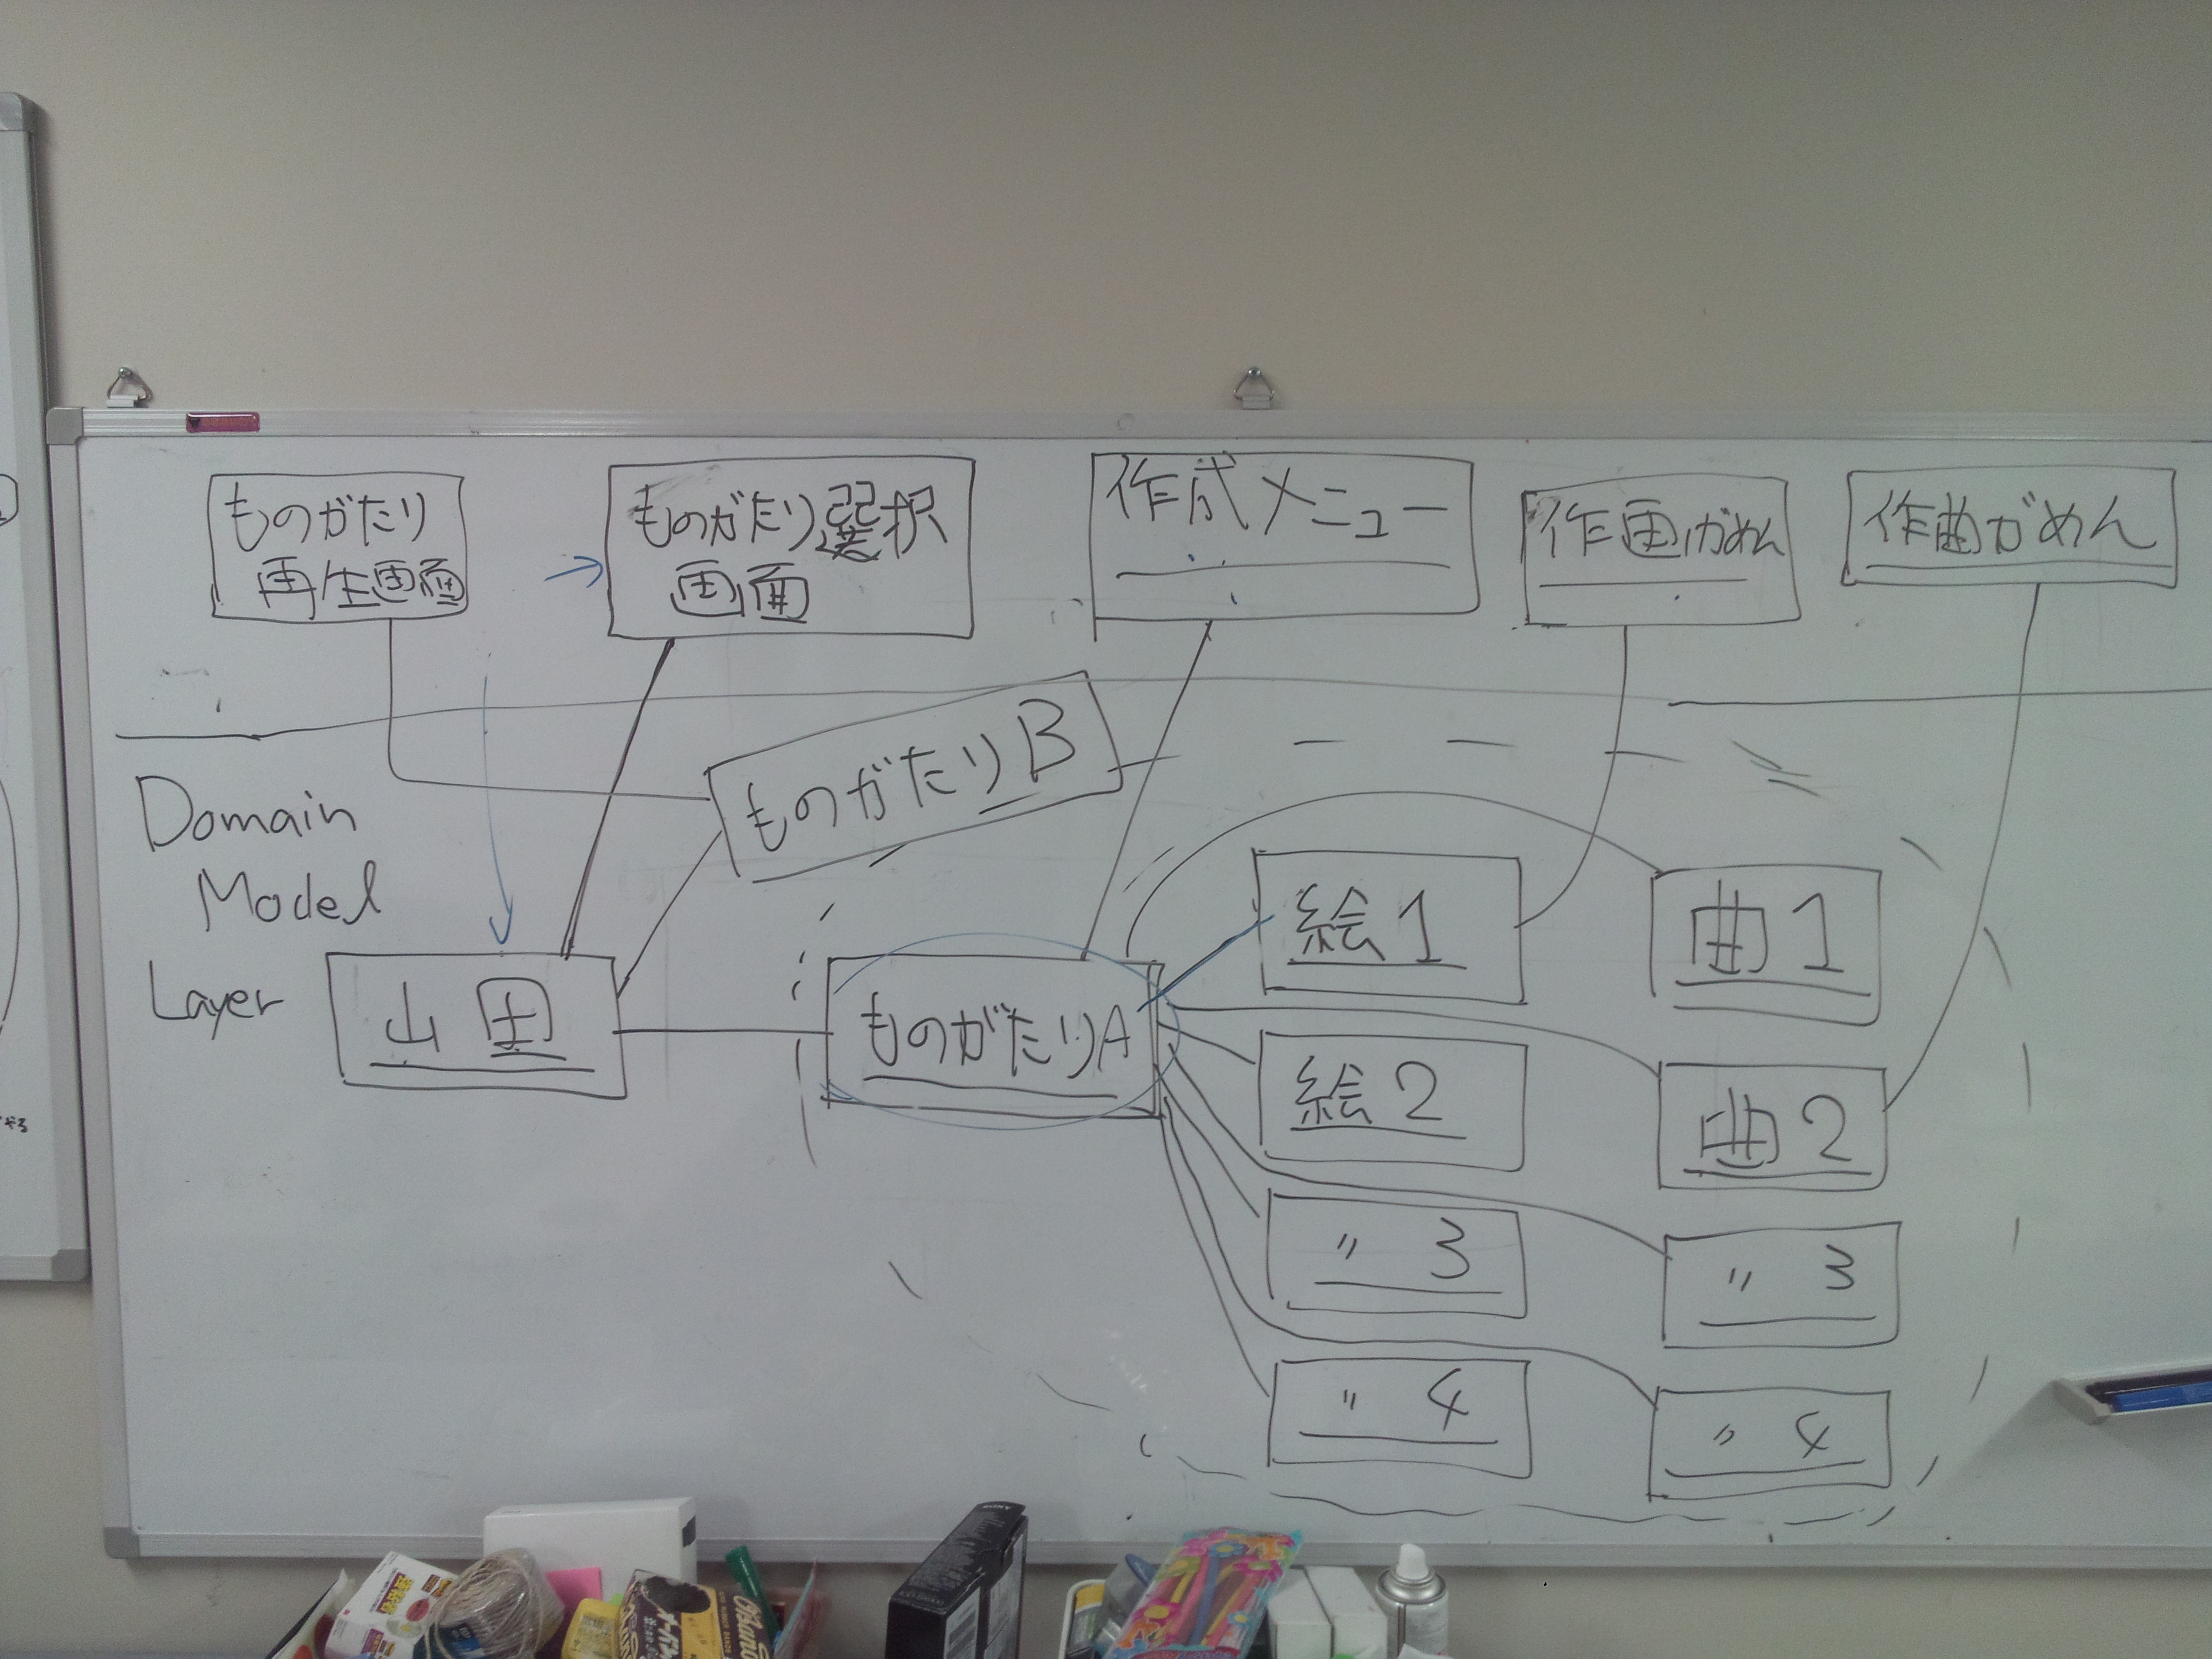 ものがたり
再生画面
ものがたり選択
画面
作成メニュー
作画がめん
作曲がめん
ものがたりB
Domain
Model
Layer
ものがたりA
絵1
曲1
絵2
曲2
〃 3
〃 3
〃 4
〃 4